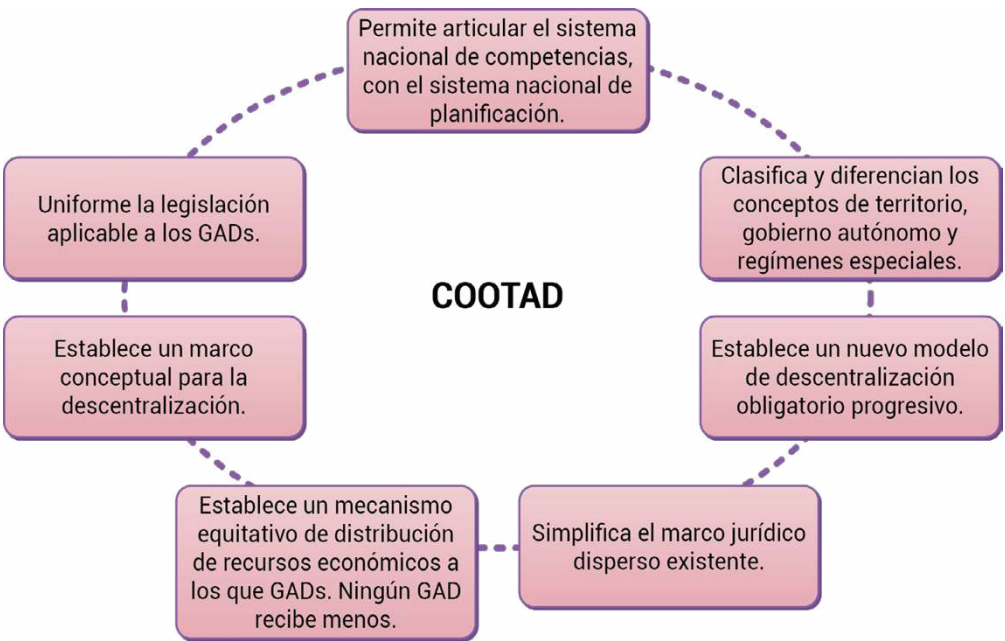 Permite articular el sistema
nacional de competencias,
con el sistema nacional de
planificación.
Uniforme la legislación
aplicable a los GADs.
Clasifica y diferencian los
conceptos de territorio,
gobierno autónomo y
regímenes especiales.
COOTAD
Establece un marco
conceptual para la
descentralización.
Establece un nuevo modelo
de descentralización
obligatorio progresivo.
Establece un mecanismo
equitativo de distribución
de recursos económicos a
los que GADs. Ningún GAD
recibe menos.
Simplifica el marco jurídico
disperso existente.